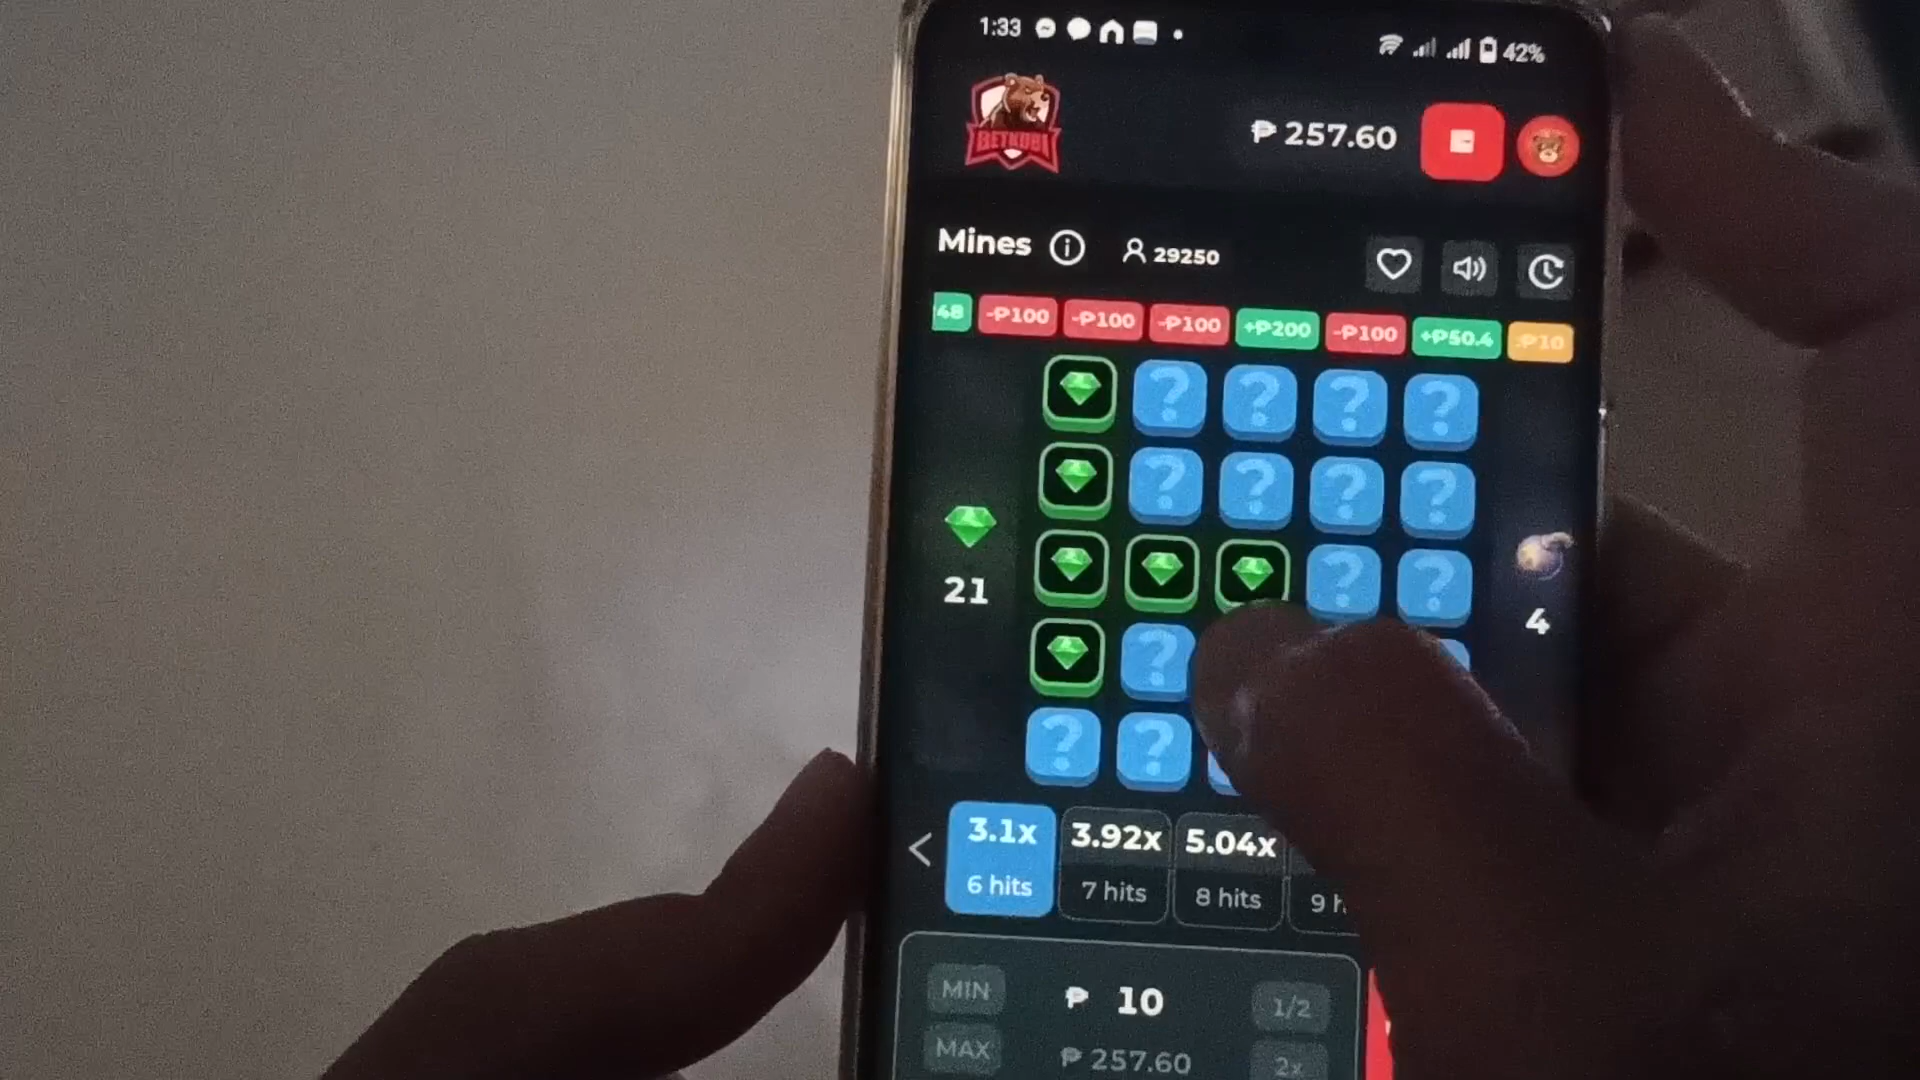 1:33 42%
BETKUBI
₱ 257.60
Mines 29250
48 -₱100 -₱100 -₱100 +₱200 -₱100 +₱50.4 ₱10
? ? ? ?
? ? ? ?
? ?
21
4
?
? ?
3.1x 3.92x 5.04x
6 hits 7 hits 8 hits 9 h
MIN ₱ 10 1/2
MAX ₱ 257.60 2x